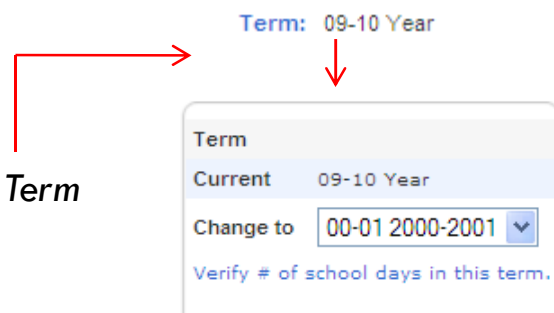 Term: 09-10 Year
Term
Term
Current 09-10 Year
Change to 00-01 2000-2001
Verify # of school days in this term.